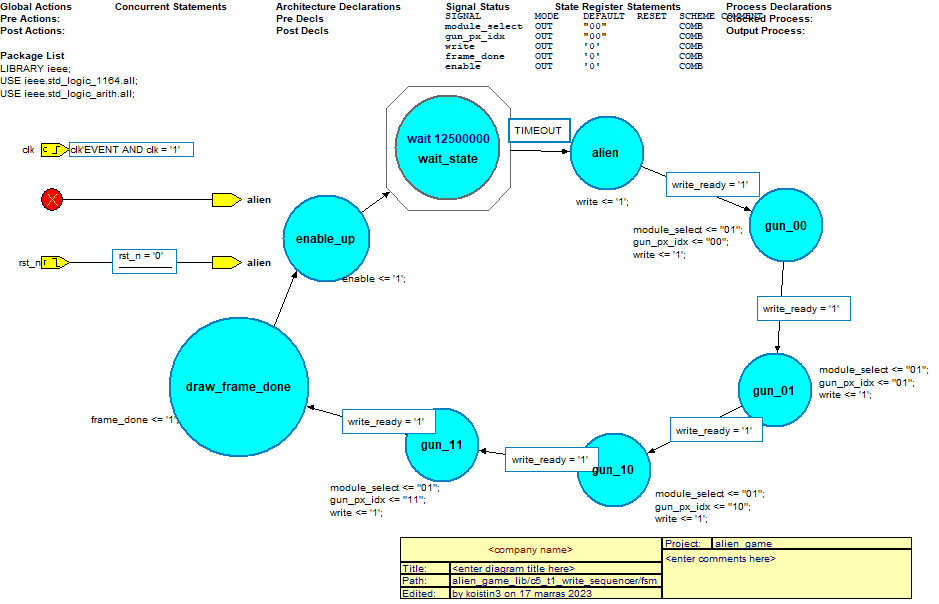 Global Actions
Pre Actions:
Post Actions:
Concurrent Statements
Architecture Declarations
Pre Decls
Post Decls
Signal Status
SIGNAL MODE DEFAULT RESET SCHEME COMMENT
module_select OUT "00" COMB
gun_px_idx OUT "00" COMB
write OUT '0' COMB
frame_done OUT '0' COMB
enable OUT '0' COMB
State Register Statements
Process Declarations
Clocked Process:
Output Process:
Package List
LIBRARY ieee;
USE ieee.std_logic_1164.all;
USE ieee.std_logic_arith.all;
clk
c
clk'EVENT AND clk = '1'
alien
rst_n
r
rst_n = '0'
alien
wait 12500000
wait_state
TIMEOUT
alien
write <= '1';
write_ready = '1'
gun_00
module_select <= "01";
gun_px_idx <= "00";
write <= '1';
write_ready = '1'
gun_01
module_select <= "01";
gun_px_idx <= "01";
write <= '1';
write_ready = '1'
gun_10
module_select <= "01";
gun_px_idx <= "10";
write <= '1';
write_ready = '1'
gun_11
module_select <= "01";
gun_px_idx <= "11";
write <= '1';
write_ready = '1'
draw_frame_done
frame_done <= '1';
enable_up
enable <= '1';
<company name>
Title: <enter diagram title here>
Path: alien_game_lib/c5_t1_write_sequencer/fsm
Edited: by koistin3 on 17 marras 2023
Project: alien_game
<enter comments here>